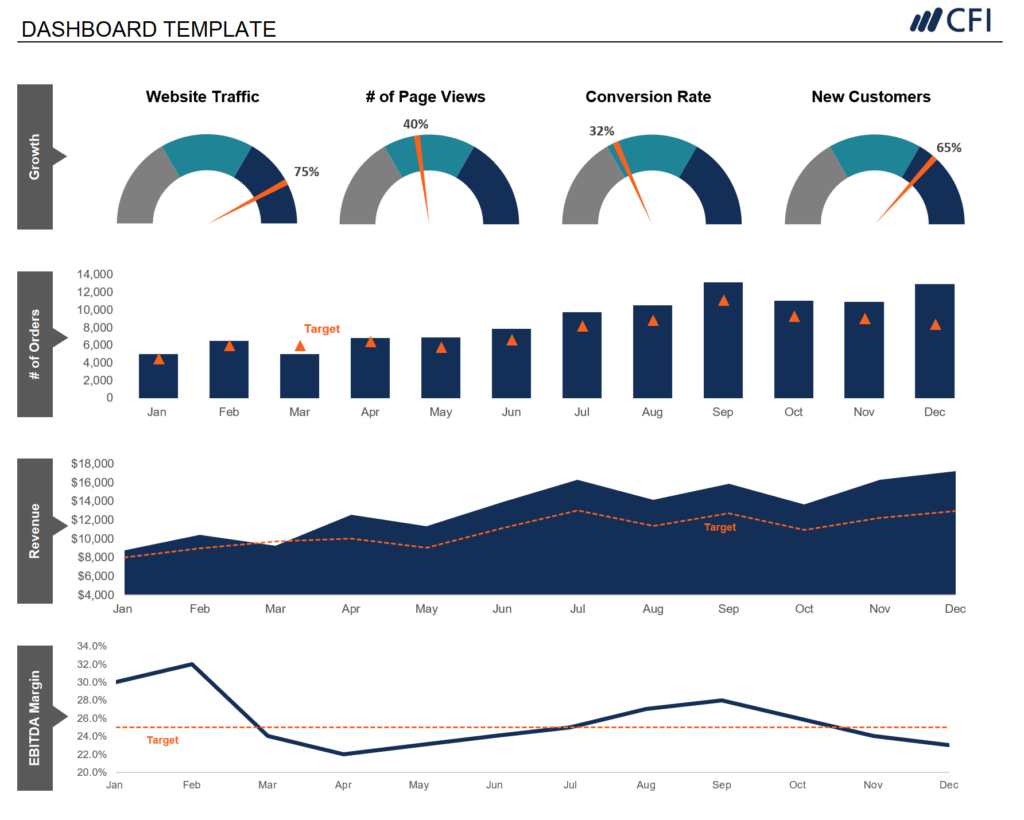 DASHBOARD TEMPLATE
CFI
Growth
Website Traffic
75%
# of Page Views
40%
Conversion Rate
32%
New Customers
65%
# of Orders
14,000
12,000
10,000
8,000
6,000
4,000
2,000
0
Target
Jan Feb Mar Apr May Jun Jul Aug Sep Oct Nov Dec
Revenue
$18,000
$16,000
$14,000
$12,000
$10,000
$8,000
$6,000
$4,000
Target
Jan Feb Mar Apr May Jun Jul Aug Sep Oct Nov Dec
EBITDA Margin
34.0%
32.0%
30.0%
28.0%
26.0%
24.0%
22.0%
20.0%
Target
Jan Feb Mar Apr May Jun Jul Aug Sep Oct Nov Dec